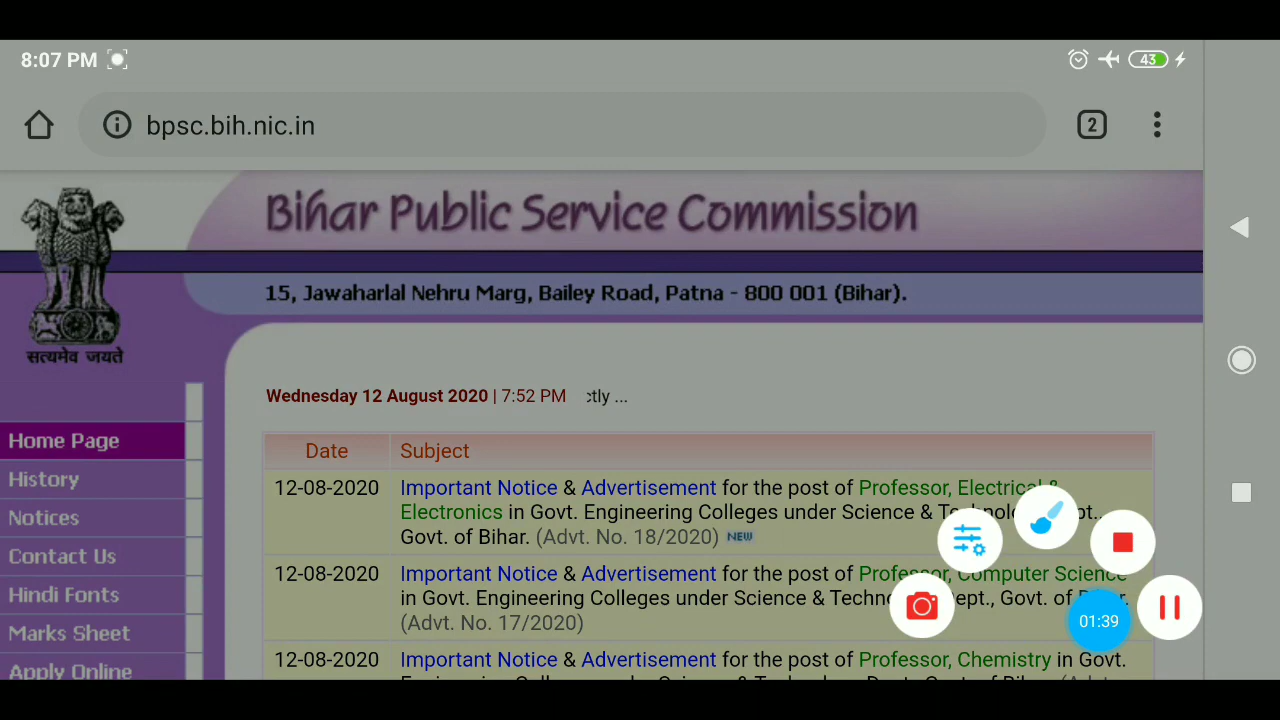 8:07 PM
43
bpsc.bih.nic.in
2
Bihar Public Service Commission
15, Jawaharlal Nehru Marg, Bailey Road, Patna - 800 001 (Bihar).
सत्यमेव जयते
Wednesday 12 August 2020 | 7:52 PM ctly ...
Home Page
History
Notices
Contact Us
Hindi Fonts
Marks Sheet
Apply Online
Date Subject
12-08-2020 Important Notice & Advertisement for the post of Professor, Electrical &
Electronics in Govt. Engineering Colleges under Science &
Govt. of Bihar. (Advt. No. 18/2020) NEW
12-08-2020 Important Notice & Advertisement for the post of Professor, Computer Science
in Govt. Engineering Colleges under Science & Govt. of
(Advt. No. 17/2020)
12-08-2020 Important Notice & Advertisement for the post of Professor, Chemistry in Govt.
01:39